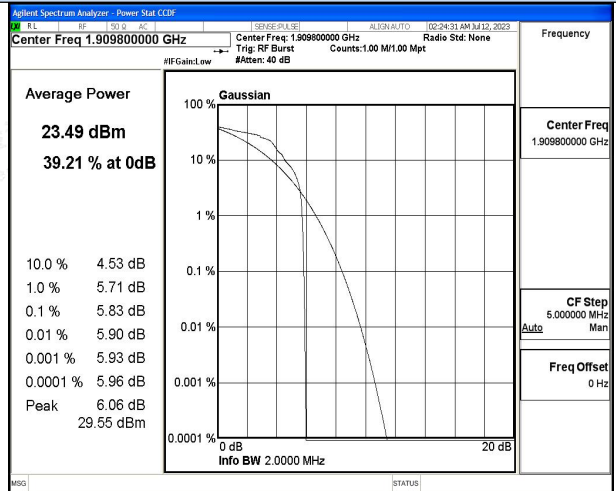 Agilent Spectrum Analyzer - Power Stat CCDF
RL RF 50 Ω AC SENSE:PULSE ALIGN AUTO 02:24:31 AM Jul 12, 2023
Center Freq 1.909800000 GHz
Center Freq: 1.909800000 GHz Radio Std: None
Trig: RF Burst Counts:1.00 M/1.00 Mpt
#IFGain:Low #Atten: 40 dB
Frequency
Average Power
23.49 dBm
39.21 % at 0dB
10.0 % 4.53 dB
1.0 % 5.71 dB
0.1 % 5.83 dB
0.01 % 5.90 dB
0.001 % 5.93 dB
0.0001 % 5.96 dB
Peak 6.06 dB
29.55 dBm
Gaussian
100 %
10 %
1 %
0.1 %
0.01 %
0.001 %
0.0001 %
0 dB 20 dB
Info BW 2.0000 MHz
Center Freq
1.909800000 GHz
CF Step
5.000000 MHz
Auto Man
Freq Offset
0 Hz
MSG STATUS